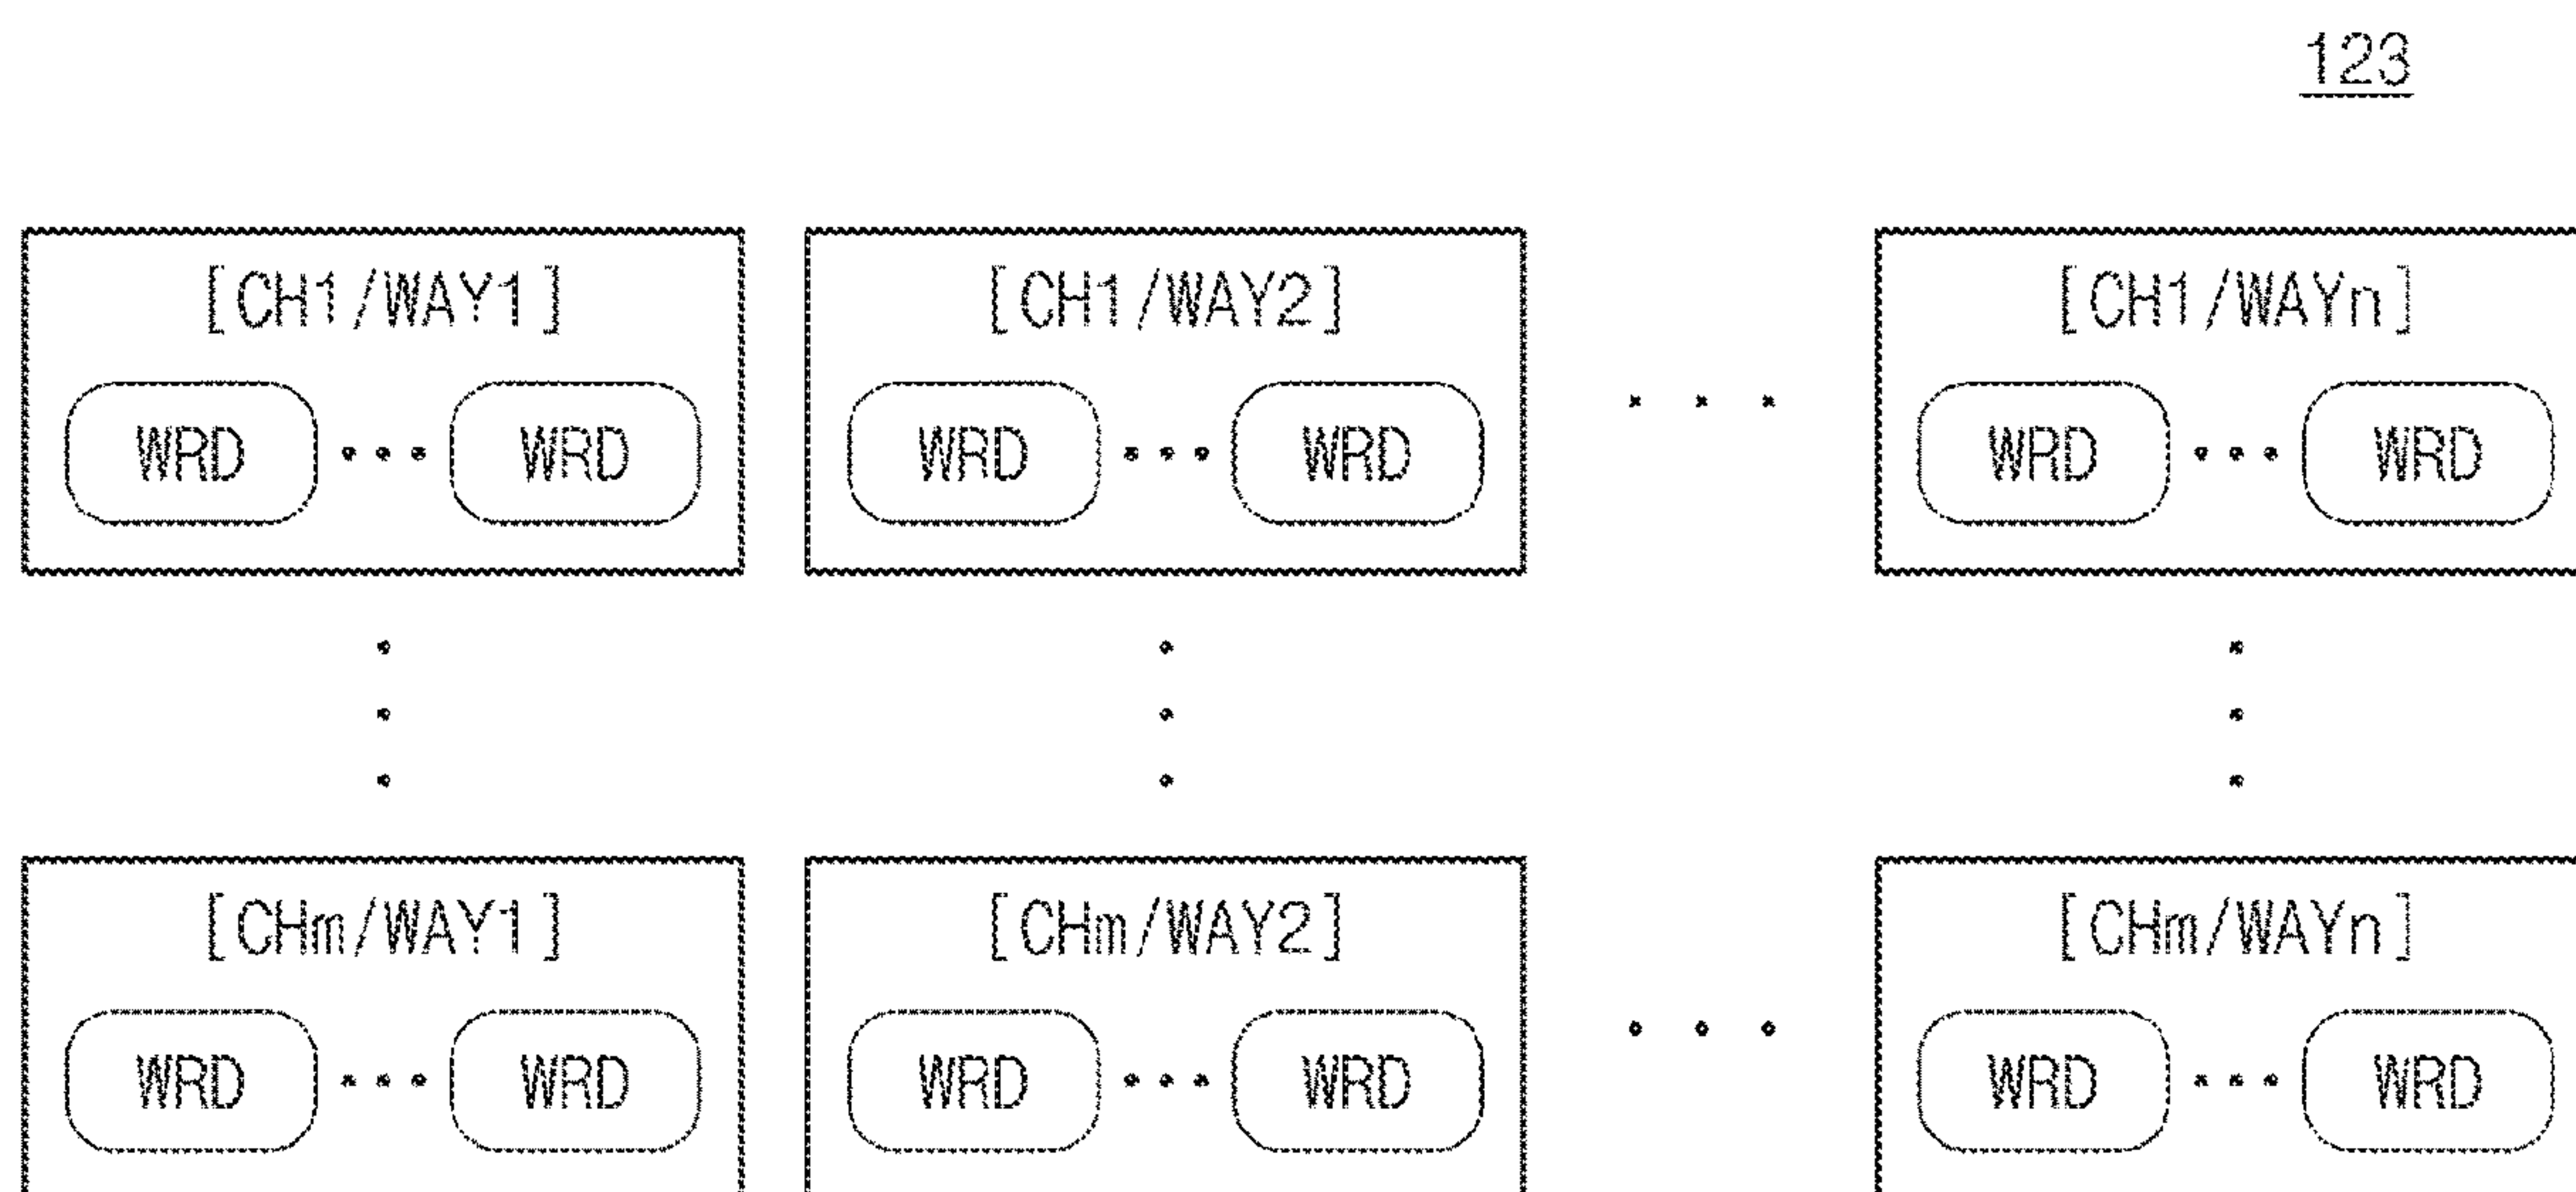 123
[CH1/WAY1] [CH1/WAY2] [CH1/WAYn]
WRD ... WRD WRD ... WRD ... WRD ... WRD
[CHm/WAY1] [CHm/WAY2] [CHm/WAYn]
WRD ... WRD WRD ... WRD ... WRD ... WRD